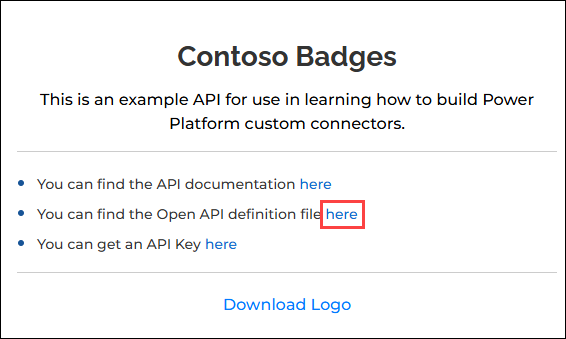 Contoso Badges
This is an example API for use in learning how to build Power
Platform custom connectors.
You can find the API documentation here
You can find the Open API definition file here
You can get an API Key here
Download Logo